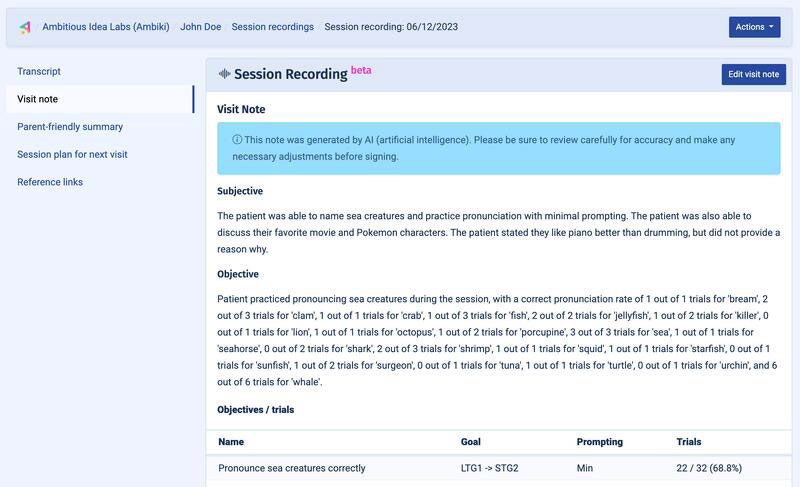 Ambitious Idea Labs (Ambiki) / John Doe / Session recordings / Session recording: 06/12/2023
Actions
Transcript
Visit note
Parent-friendly summary
Session plan for next visit
Reference links
Session Recording beta
Edit visit note
Visit Note
This note was generated by AI (artificial intelligence). Please be sure to review carefully for accuracy and make any
necessary adjustments before signing.
Subjective
The patient was able to name sea creatures and practice pronunciation with minimal prompting. The patient was also able to
discuss their favorite movie and Pokemon characters. The patient stated they like piano better than drumming, but did not provide a
reason why.
Objective
Patient practiced pronouncing sea creatures during the session, with a correct pronunciation rate of 1 out of 1 trials for 'bream', 2
out of 3 trials for 'clam', 1 out of 1 trials for 'crab', 1 out of 3 trials for 'fish', 2 out of 2 trials for 'jellyfish', 1 out of 2 trials for 'killer', 0
out of 1 trials for 'lion', 1 out of 1 trials for 'octopus', 1 out of 2 trials for 'porcupine', 3 out of 3 trials for 'sea', 1 out of 1 trials for
'seahorse', 0 out of 2 trials for 'shark', 2 out of 3 trials for 'shrimp', 1 out of 1 trials for 'squid', 1 out of 1 trials for 'starfish', 0 out of 1
trials for 'sunfish', 1 out of 2 trials for 'surgeon', 0 out of 1 trials for 'tuna', 1 out of 1 trials for 'turtle', 0 out of 1 trials for 'urchin', and 6
out of 6 trials for 'whale'.
Objectives / trials
Name Goal Prompting Trials
Pronounce sea creatures correctly LTG1 -> STG2 Min 22 / 32 (68.8%)